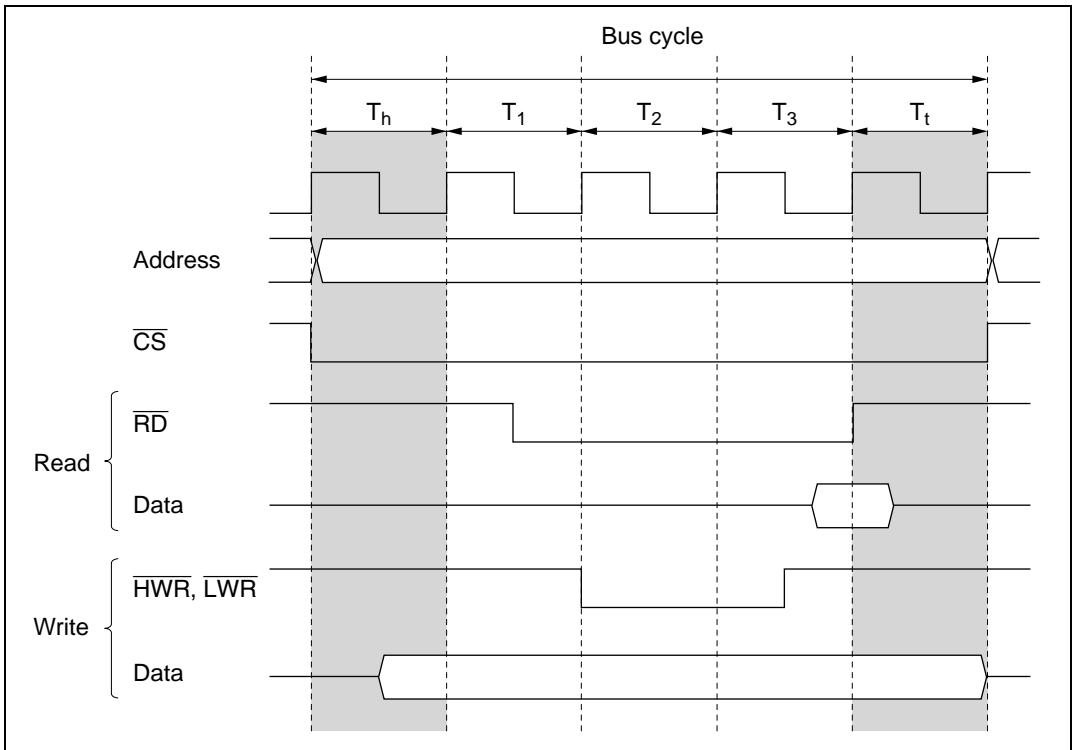 Bus cycle
Th T1 T2 T3 Tt
Address
CS
Read
RD
Data
Write
HWR, LWR
Data